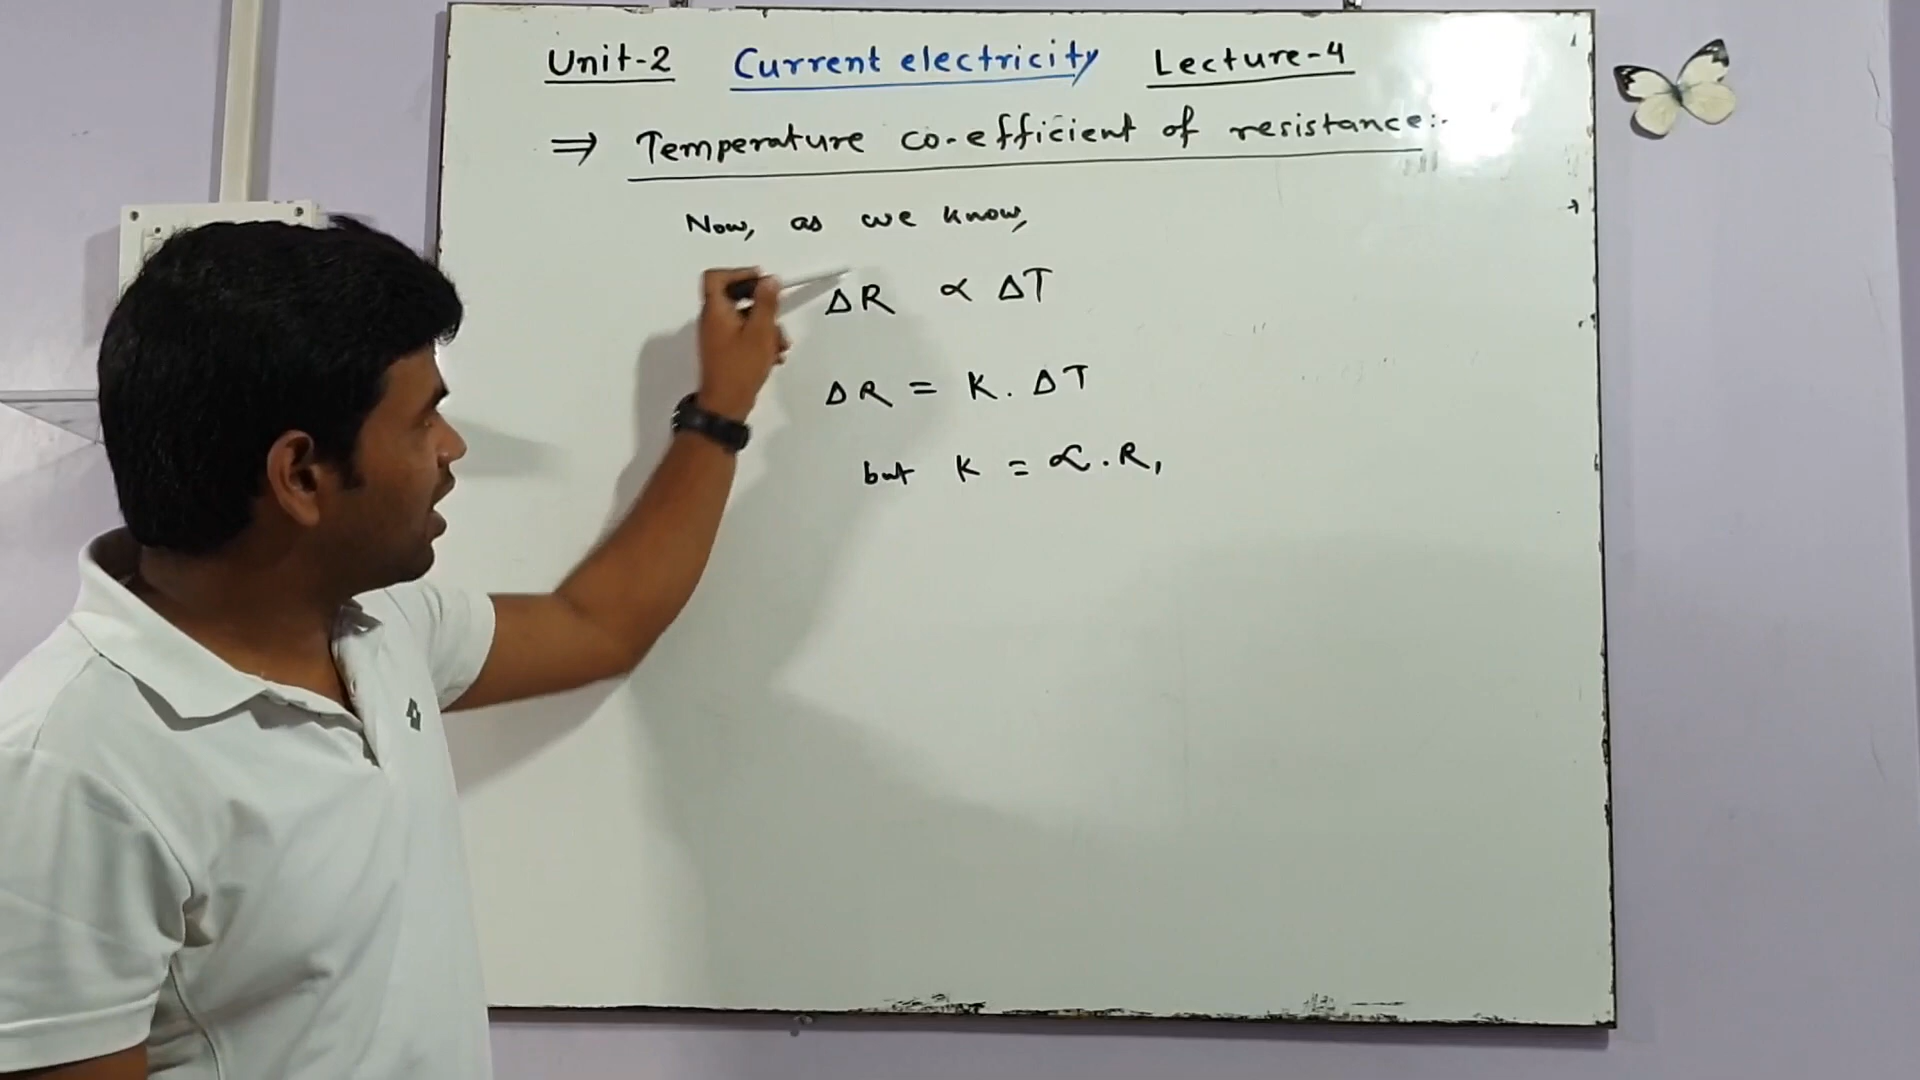 Unit-2 Current electricity Lecture-4
⇒ Temperature co-efficient of resistance:-
Now, as we know,
ΔR ∝ ΔT
ΔR = K. ΔT
but K = ∝.R,